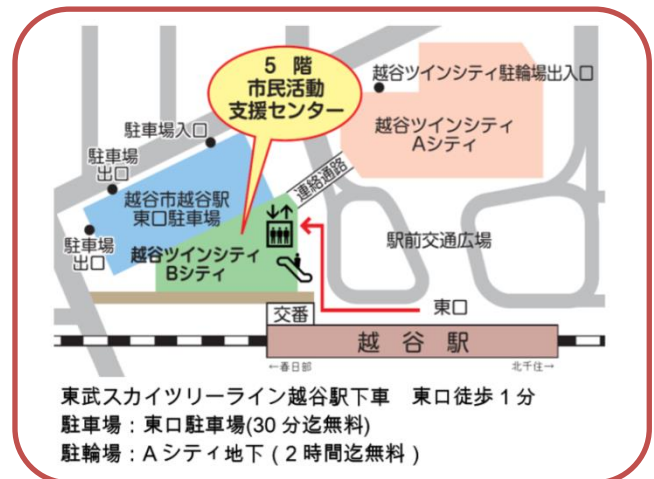 5 階
市民活動
支援センター
越谷ツインシティ駐輪場出入口
越谷ツインシティ
Aシティ
駐車場入口
駐車場
出口
越谷市越谷駅
東口駐車場
連絡通路
駐車場
出口
越谷ツインシティ
Bシティ
駅前交通広場
交番
東口
越谷駅
←春日部
北千住→
東武スカイツリーライン越谷駅下車　東口徒歩 1 分
駐車場：東口駐車場(30 分迄無料)
駐輪場：A シティ地下 ( 2 時間迄無料 )